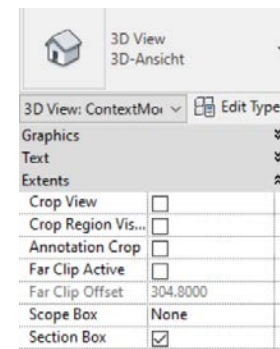 3D View
3D-Ansicht
3D View: ContextMo
Edit Type
Graphics
Text
Extents
Crop View
Crop Region Vis...
Annotation Crop
Far Clip Active
Far Clip Offset 304.8000
Scope Box None
Section Box